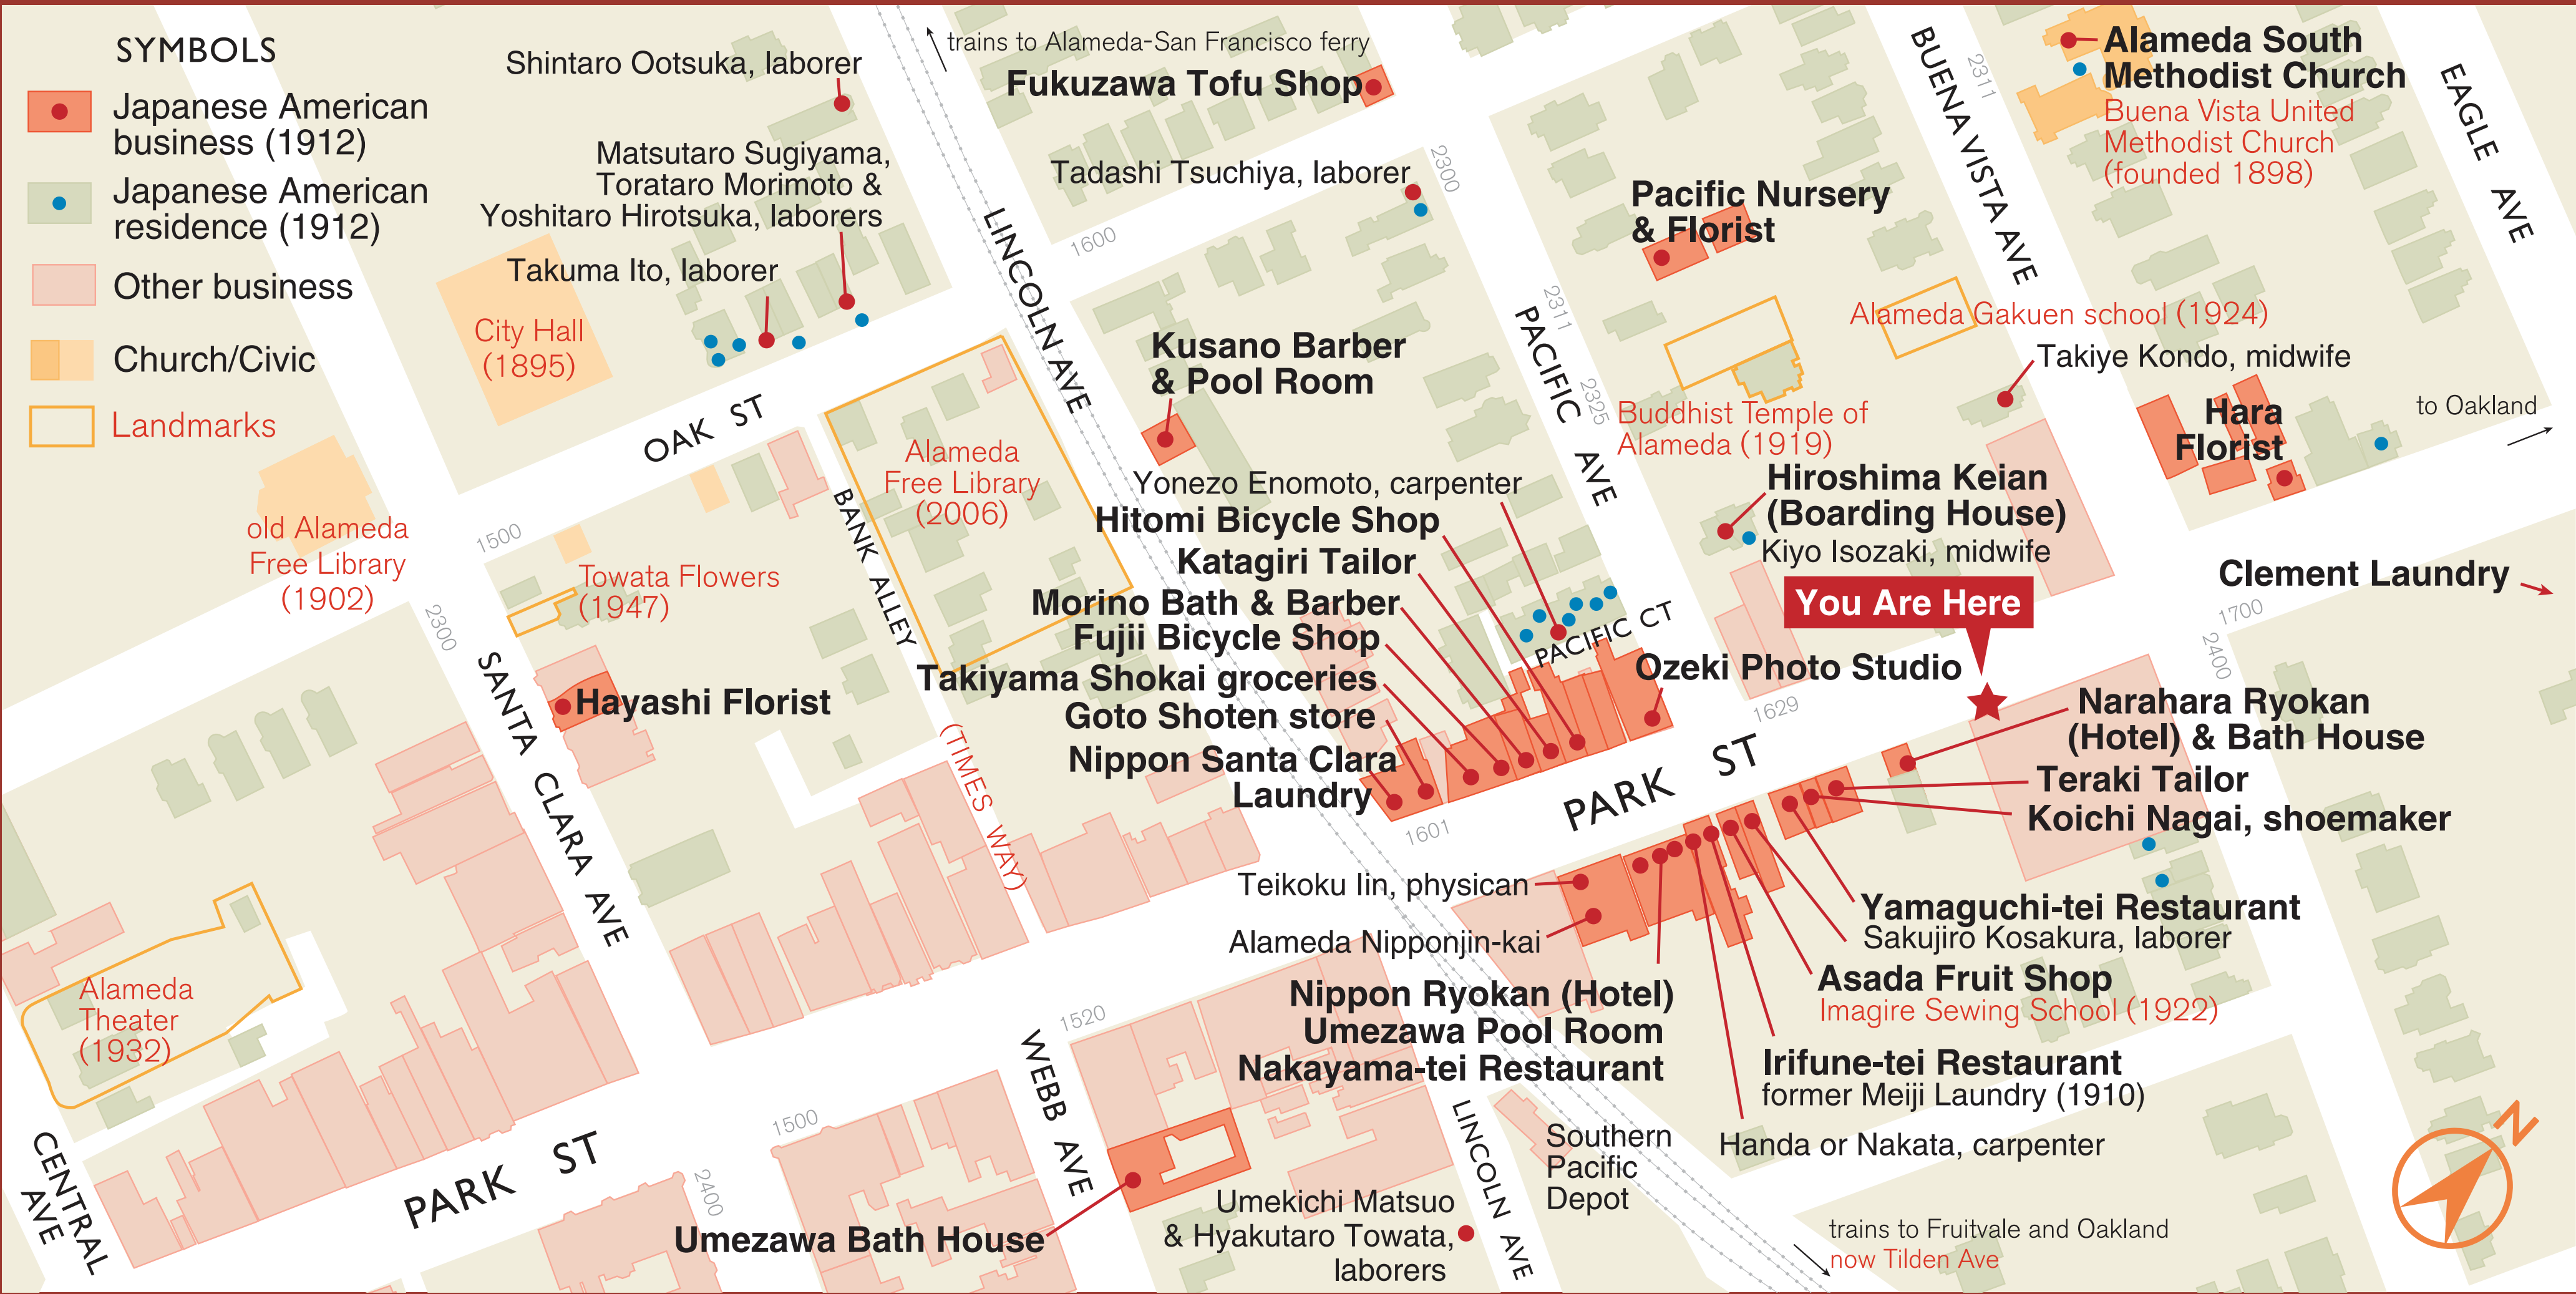 SYMBOLS
Japanese American
business (1912)
Japanese American
residence (1912)
Other business
Church/Civic
Landmarks
Shintaro Ootsuka, laborer
Matsutaro Sugiyama,
Torataro Morimoto &
Yoshitaro Hirotsuka, laborers
Takuma Ito, laborer
City Hall
(1895)
old Alameda
Free Library
(1902)
OAK ST
1500
Towata Flowers
(1947)
Hayashi Florist
2300
SANTA CLARA AVE
BANK ALLEY
(TIMES WAY)
Alameda
Free Library
(2006)
trains to Alameda-San Francisco ferry
Fukuzawa Tofu Shop
Tadashi Tsuchiya, laborer
2300
LINCOLN AVE
1600
Kusano Barber
& Pool Room
Pacific Nursery
& Florist
2311
PACIFIC AVE
2325
BUENA VISTA AVE
2311
Alameda South
Methodist Church
Buena Vista United
Methodist Church
(founded 1898)
EAGLE AVE
Alameda Gakuen school (1924)
Takiye Kondo, midwife
Buddhist Temple of
Alameda (1919)
Hara
Florist
to Oakland
Hiroshima Keian
(Boarding House)
Kiyo Isozaki, midwife
You Are Here
Clement Laundry
1700
2400
Yonezo Enomoto, carpenter
Hitomi Bicycle Shop
Katagiri Tailor
Morino Bath & Barber
Fujii Bicycle Shop
Takiyama Shokai groceries
Goto Shoten store
Nippon Santa Clara
Laundry
PACIFIC CT
Ozeki Photo Studio
1629
1601
PARK ST
Narahara Ryokan
(Hotel) & Bath House
Teraki Tailor
Koichi Nagai, shoemaker
Yamaguchi-tei Restaurant
Sakujiro Kosakura, laborer
Asada Fruit Shop
Imagire Sewing School (1922)
Irifune-tei Restaurant
former Meiji Laundry (1910)
Handa or Nakata, carpenter
Teikoku Iin, physican
Alameda Nipponjin-kai
Nippon Ryokan (Hotel)
Umezawa Pool Room
Nakayama-tei Restaurant
Alameda
Theater
(1932)
CENTRAL
AVE
PARK ST
1500
2400
WEBB AVE
1520
Umezawa Bath House
Umekichi Matsuo
& Hyakutaro Towata,
laborers
LINCOLN AVE
Southern
Pacific
Depot
trains to Fruitvale and Oakland
now Tilden Ave
N